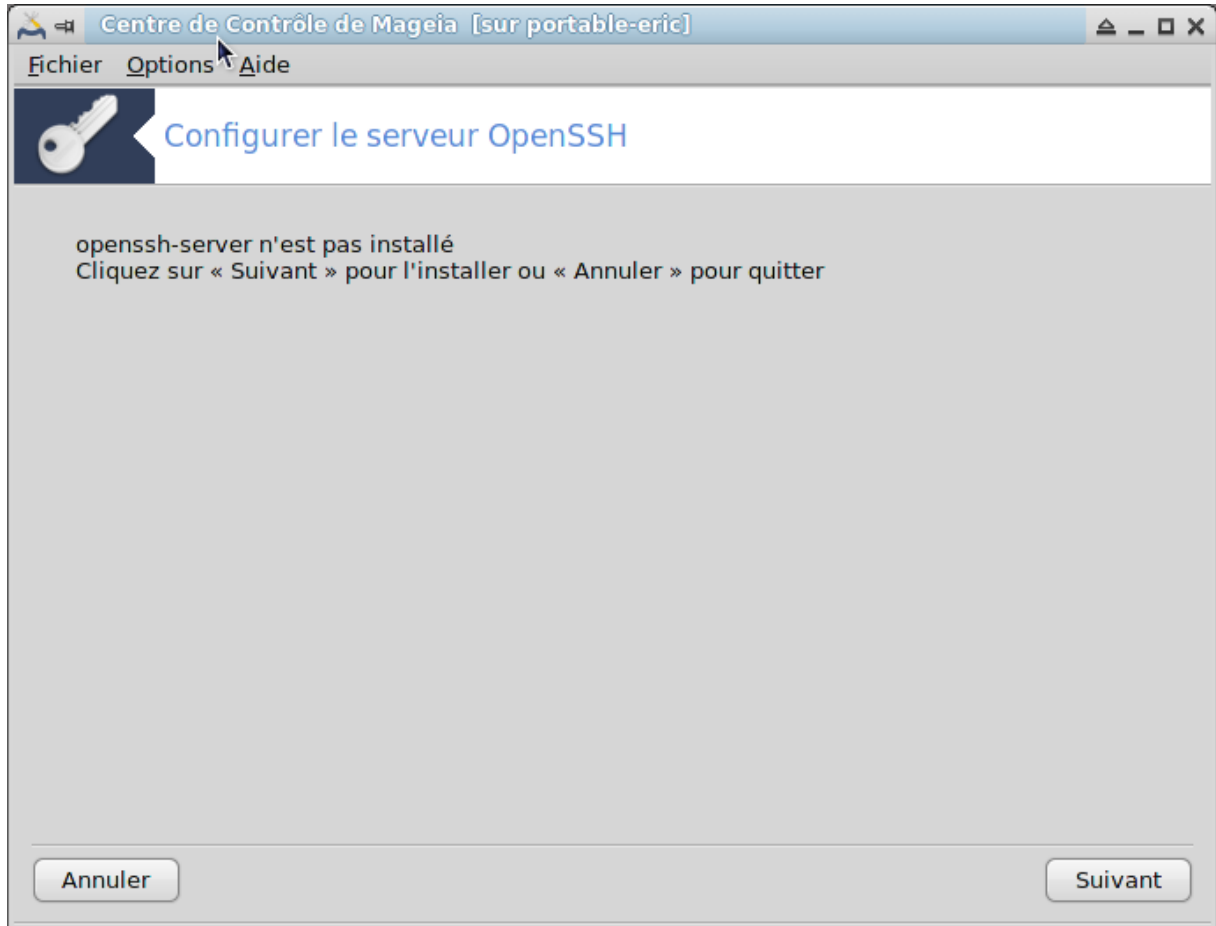 Centre de Contrôle de Mageia [sur portable-eric]
Fichier Options Aide
Configurer le serveur OpenSSH
openssh-server n'est pas installé
Cliquez sur « Suivant » pour l'installer ou « Annuler » pour quitter
Annuler Suivant